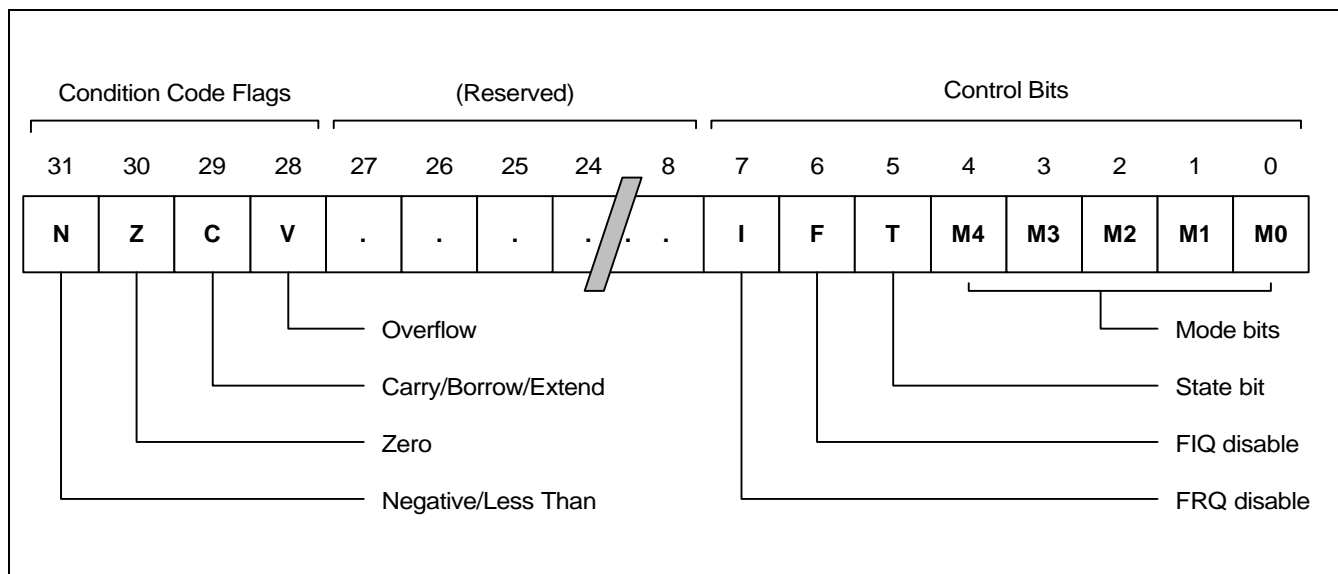 Condition Code Flags (Reserved) Control Bits
31 30 29 28 27 26 25 24 8 7 6 5 4 3 2 1 0
N Z C V . . . . . . I F T M4 M3 M2 M1 M0
Overflow Mode bits
Carry/Borrow/Extend State bit
Zero FIQ disable
Negative/Less Than FRQ disable